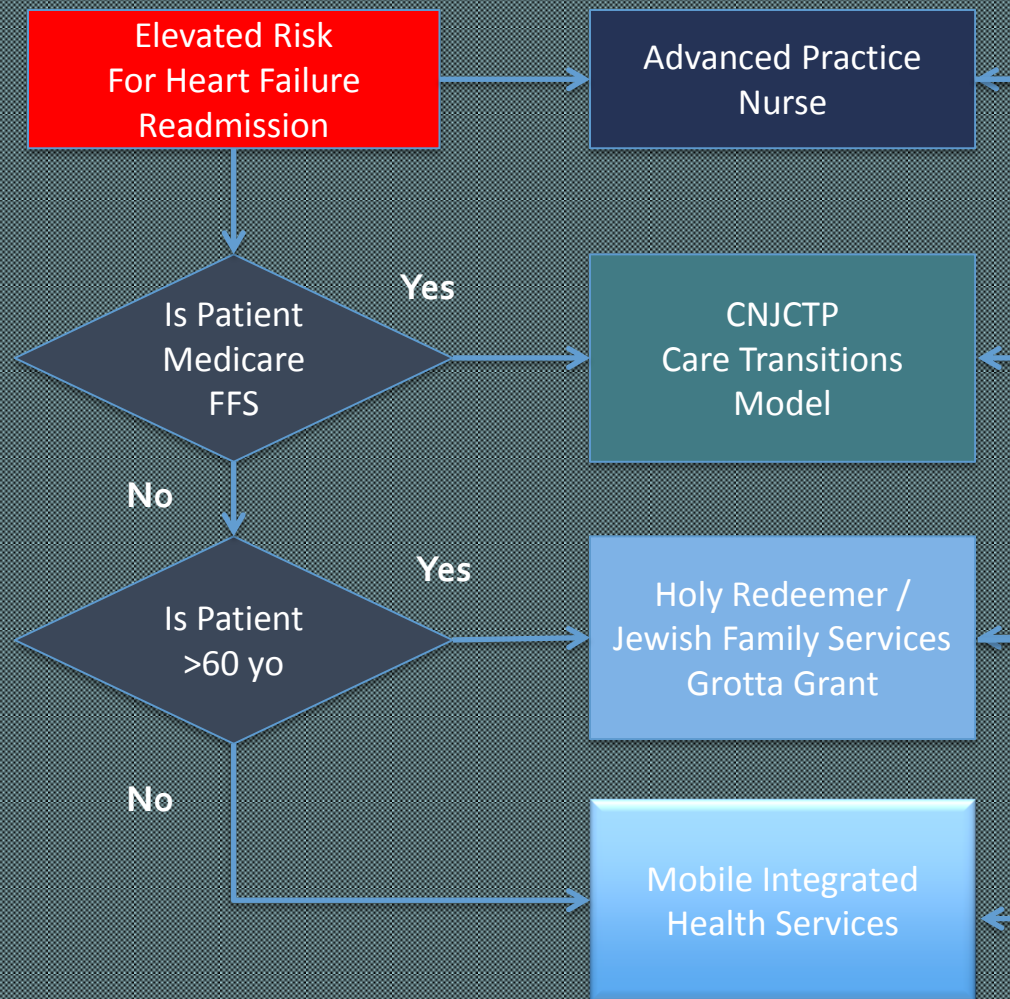 Elevated Risk
For Heart Failure
Readmission
Advanced Practice
Nurse
Is Patient
Medicare
FFS
Yes
CNJCTP
Care Transitions
Model
No
Is Patient
>60 yo
Yes
Holy Redeemer /
Jewish Family Services
Grotta Grant
No
Mobile Integrated
Health Services